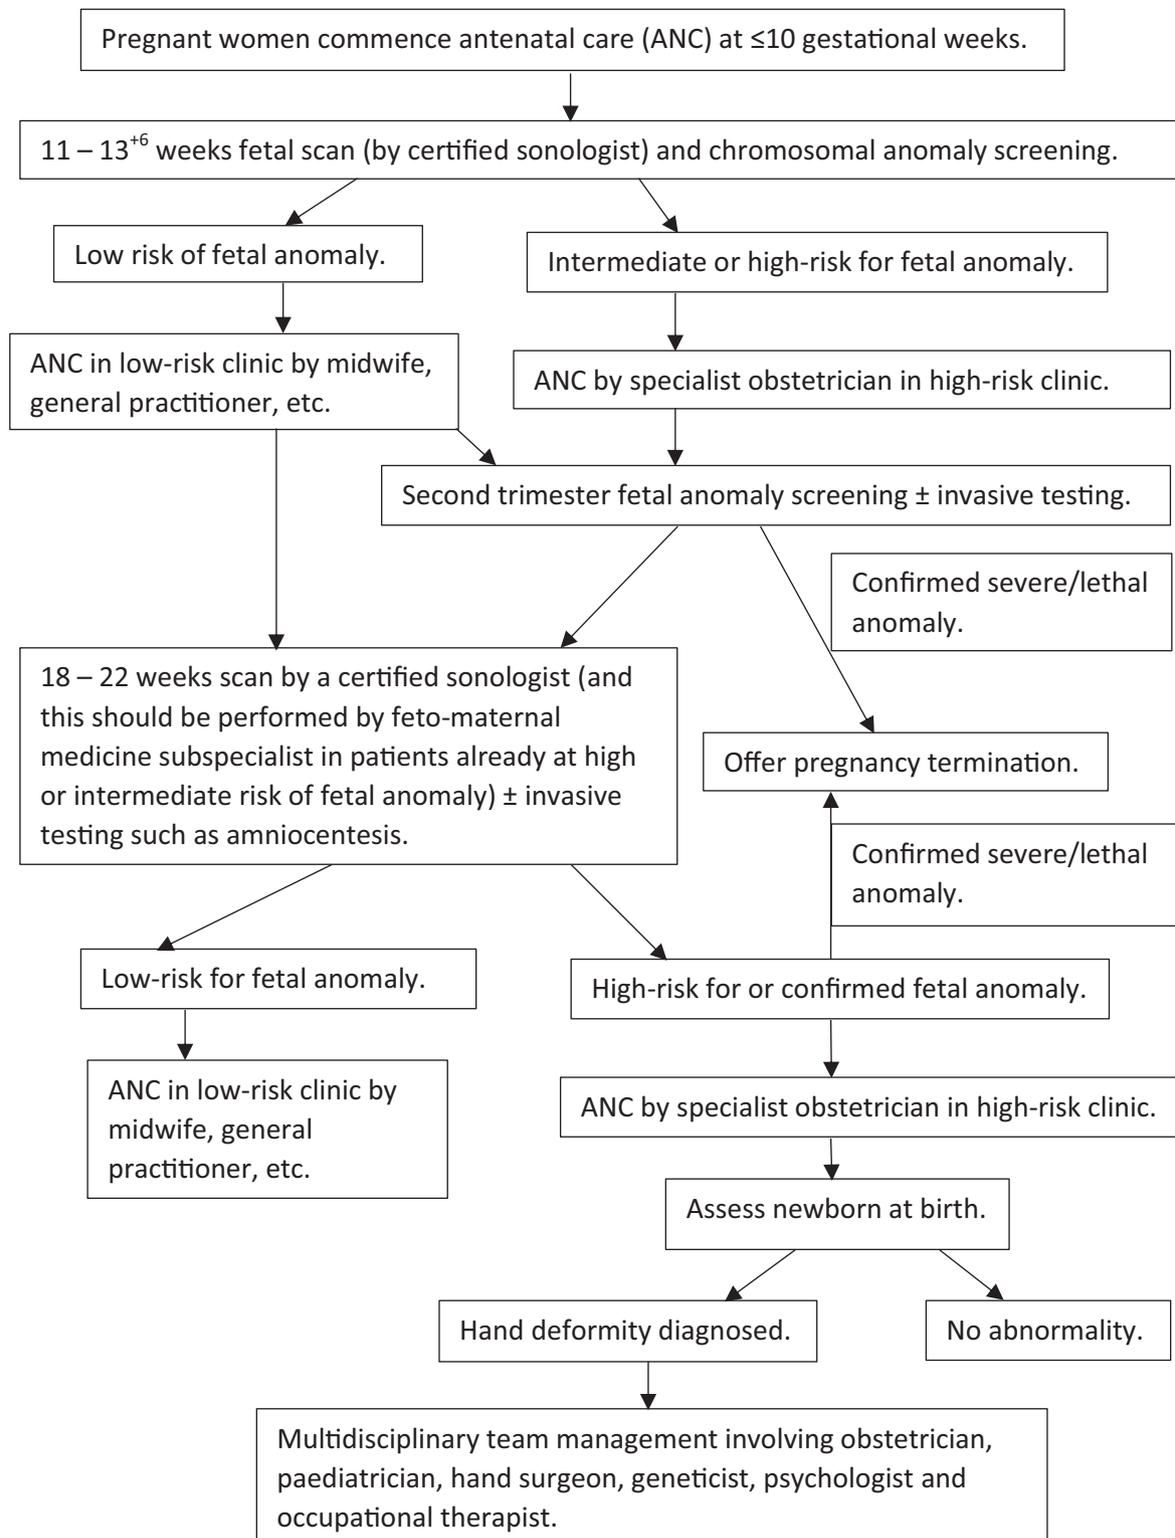 Pregnant women commence antenatal care (ANC) at ≤10 gestational weeks.
11 – 13+6 weeks fetal scan (by certified sonologist) and chromosomal anomaly screening.
Low risk of fetal anomaly.
Intermediate or high-risk for fetal anomaly.
ANC in low-risk clinic by midwife,
general practitioner, etc.
ANC by specialist obstetrician in high-risk clinic.
Second trimester fetal anomaly screening ± invasive testing.
Confirmed severe/lethal
anomaly.
18 – 22 weeks scan by a certified sonologist (and
this should be performed by feto-maternal
medicine subspecialist in patients already at high
or intermediate risk of fetal anomaly) ± invasive
testing such as amniocentesis.
Offer pregnancy termination.
Confirmed severe/lethal
anomaly.
Low-risk for fetal anomaly.
High-risk for or confirmed fetal anomaly.
ANC in low-risk clinic by
midwife, general
practitioner, etc.
ANC by specialist obstetrician in high-risk clinic.
Assess newborn at birth.
Hand deformity diagnosed.
No abnormality.
Multidisciplinary team management involving obstetrician,
paediatrician, hand surgeon, geneticist, psychologist and
occupational therapist.